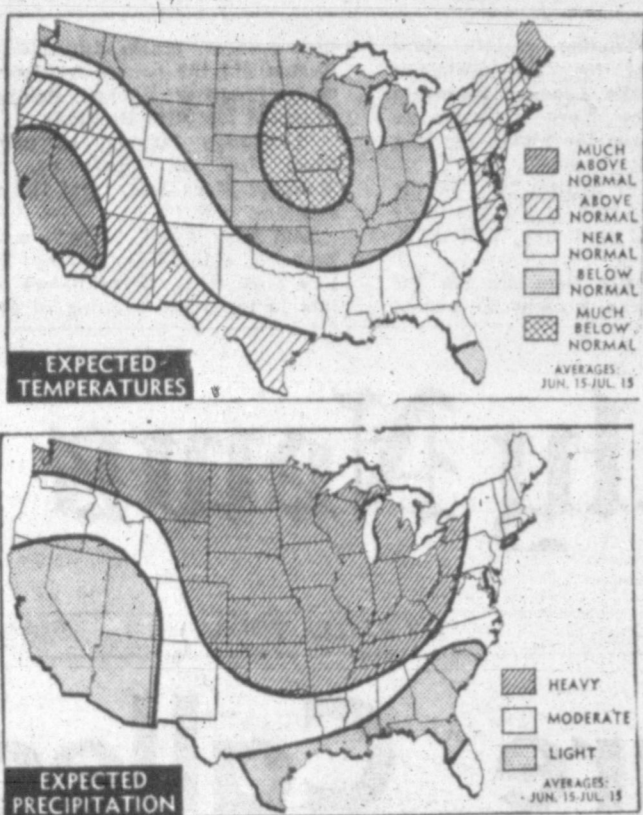 MUCH
ABOVE
NORMAL
ABOVE
NORMAL
NEAR
NORMAL
BELOW
NORMAL
MUCH
BELOW
NORMAL
EXPECTED
TEMPERATURES
AVERAGES:
JUN. 15-JUL. 15
HEAVY
MODERATE
LIGHT
EXPECTED
PRECIPITATION
AVERAGES:
JUN. 15-JUL. 15